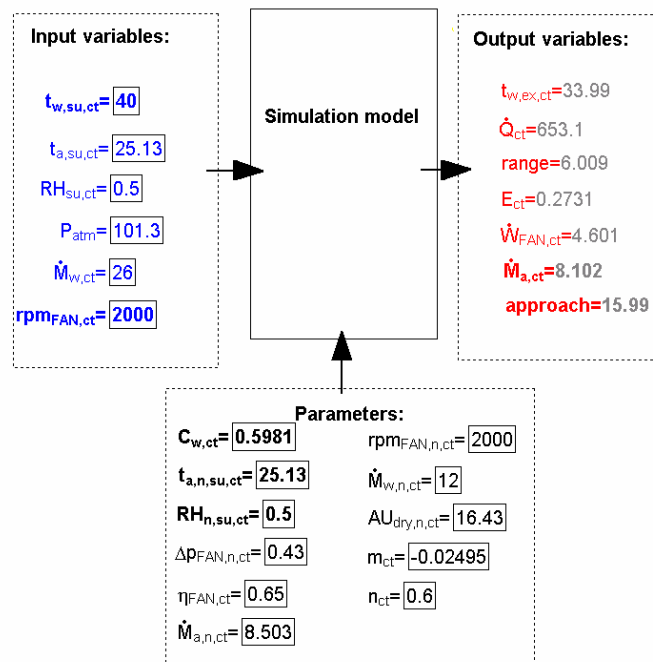 Input variables:
t_w,su,ct= 40
t_a,su,ct= 25.13
RH_su,ct= 0.5
P_atm= 101.3
Ṁ_w,ct= 26
rpm_FAN,ct= 2000
Simulation model
Output variables:
t_w,ex,ct=33.99
Q̇_ct=653.1
range=6.009
E_ct=0.2731
Ẇ_FAN,ct=4.601
Ṁ_a,ct=8.102
approach=15.99
Parameters:
C_w,ct= 0.5981
t_a,n,su,ct= 25.13
RH_n,su,ct= 0.5
Δp_FAN,n,ct= 0.43
η_FAN,ct= 0.65
Ṁ_a,n,ct= 8.503
rpm_FAN,n,ct= 2000
Ṁ_w,n,ct= 12
AU_dry,n,ct= 16.43
m_ct= -0.02495
n_ct= 0.6